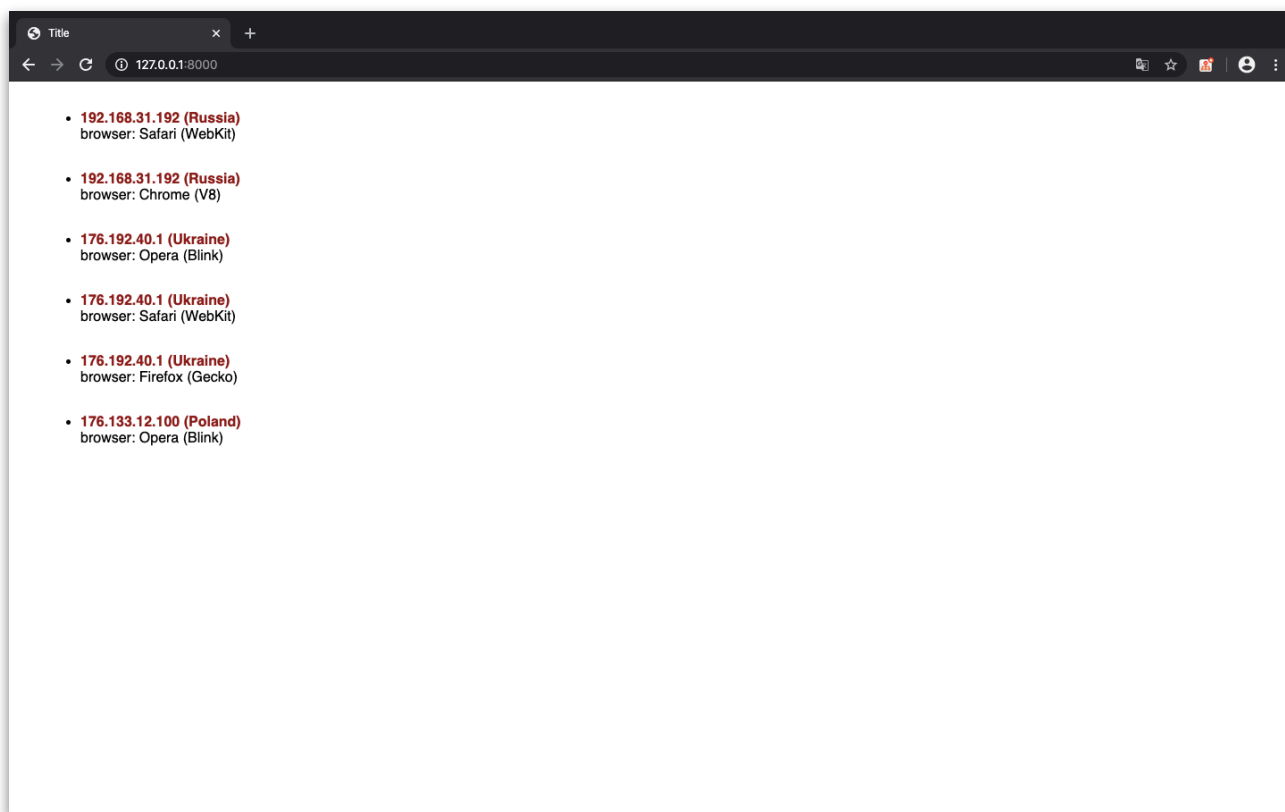 Title
127.0.0.1:8000
192.168.31.192 (Russia)
browser: Safari (WebKit)
192.168.31.192 (Russia)
browser: Chrome (V8)
176.192.40.1 (Ukraine)
browser: Opera (Blink)
176.192.40.1 (Ukraine)
browser: Safari (WebKit)
176.192.40.1 (Ukraine)
browser: Firefox (Gecko)
176.133.12.100 (Poland)
browser: Opera (Blink)